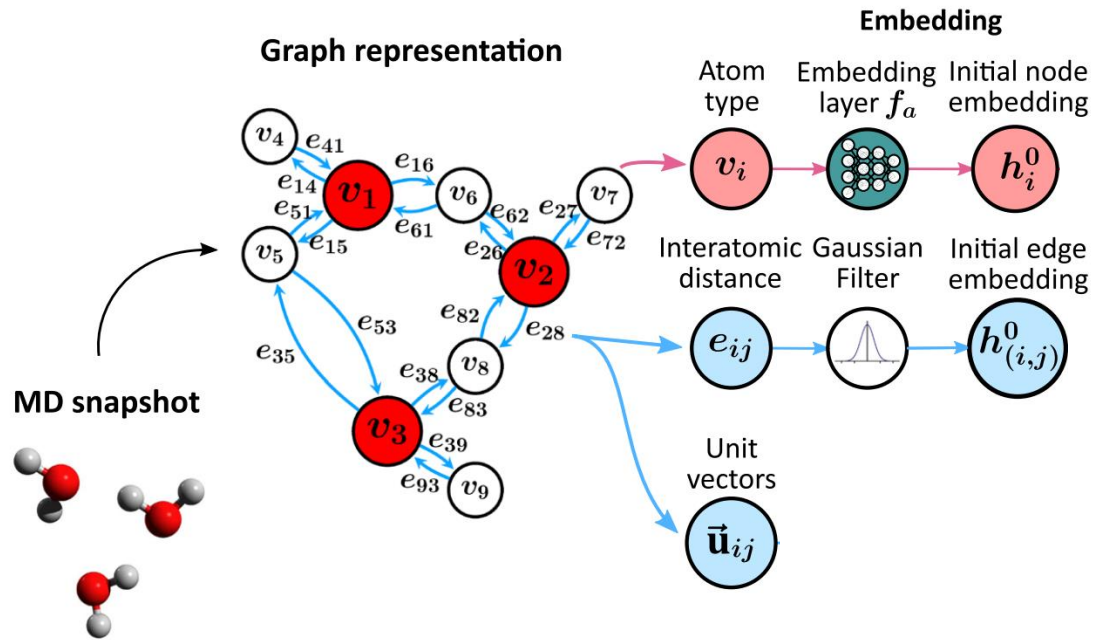 Graph representation
Embedding
Atom type
Embedding layer f_a
Initial node embedding
v_4
e_41
e_16
e_14
v_1
v_6
v_7
v_i
h_i^0
e_51
e_62
e_27
e_15
e_61
e_26
e_72
v_5
v_2
Interatomic distance
Gaussian Filter
Initial edge embedding
e_53
e_82
e_28
e_ij
h_(i,j)^0
e_35
e_38
v_8
MD snapshot
e_83
v_3
e_39
e_93
v_9
Unit vectors
u⃗_ij